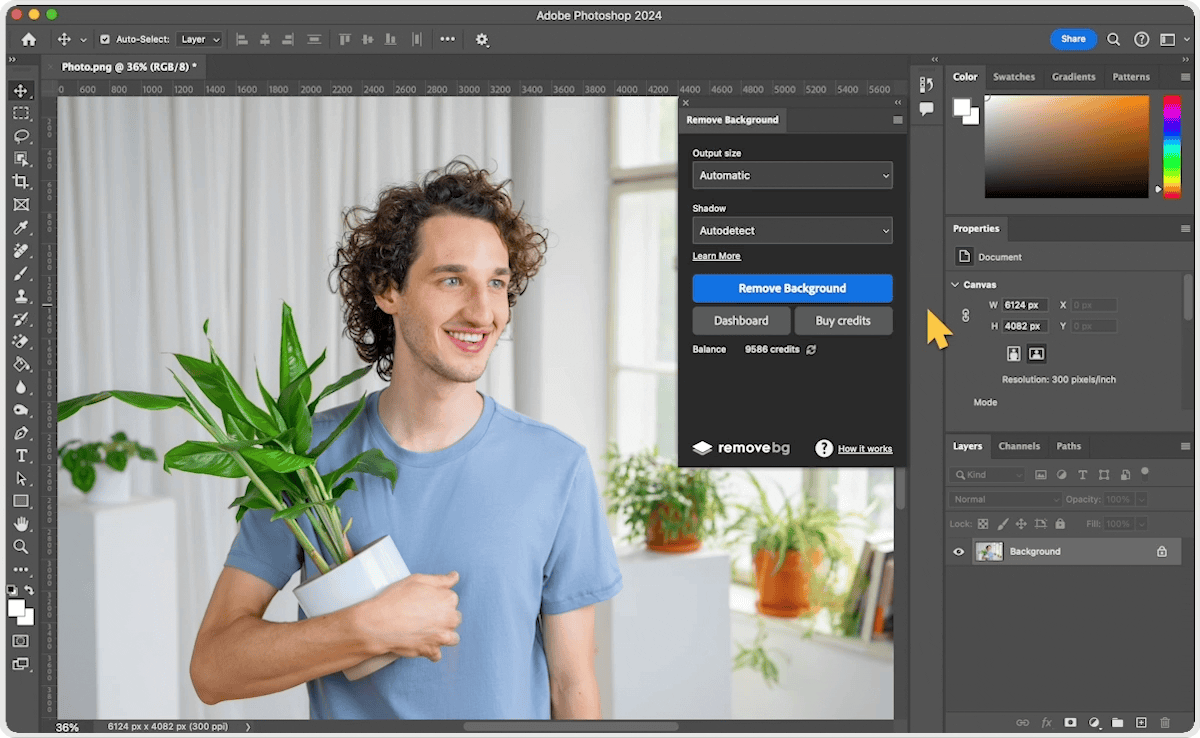 Adobe Photoshop 2024
Auto-Select: Layer
Share
Photo.png @ 36% (RGB/8) *
0 600 800 1000 1200 1400 1600 1800 2000 2200 2400 2600 2800 3000 3200 3400 3600 3800 4000 4200 4400 4600 4800 5000 5200 5400 5600
Remove Background
Output size
Automatic
Shadow
Autodetect
Learn More
Remove Background
Dashboard Buy credits
Balance 9586 credits
removebg
? How it works
Color Swatches Gradients Patterns
Properties
Document
Canvas
W 6124 px X 0 px
H 4082 px Y 0 px
Resolution: 300 pixels/inch
Mode
Layers Channels Paths
Kind
Normal Opacity: 100%
Lock: Fill: 100%
Background
36% 6124 px x 4082 px (300 ppi)